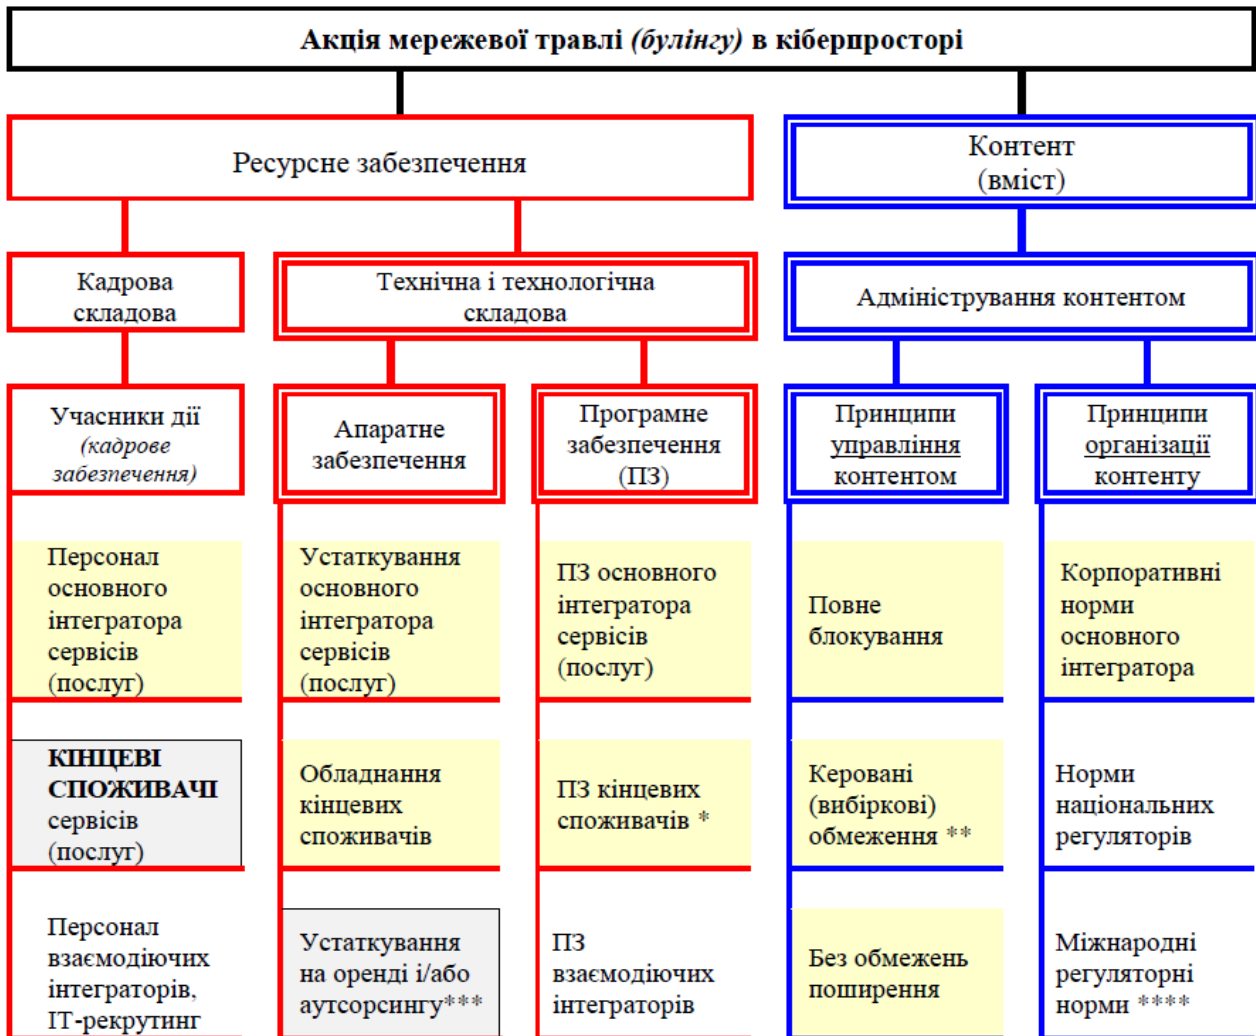 Акція мережевої травлі (булінгу) в кіберпросторі
Ресурсне забезпечення
Контент
(вміст)
Кадрова
складова
Технічна і технологічна
складова
Адміністрування контентом
Учасники дії
(кадрове
забезпечення)
Апаратне
забезпечення
Програмне
забезпечення
(ПЗ)
Принципи
управління
контентом
Принципи
організації
контенту
Персонал
основного
інтегратора
сервісів
(послуг)
Устаткування
основного
інтегратора
сервісів
(послуг)
ПЗ основного
інтегратора
сервісів
(послуг)
Повне
блокування
Корпоративні
норми
основного
інтегратора
КІНЦЕВІ
СПОЖИВАЧІ
сервісів
(послуг)
Обладнання
кінцевих
споживачів
ПЗ кінцевих
споживачів *
Керовані
(вибіркові)
обмеження **
Норми
національних
регуляторів
Персонал
взаємодіючих
інтеграторів,
ІТ-рекрутинг
Устаткування
на оренді і/або
аутсорсингу***
ПЗ
взаємодіючих
інтеграторів
Без обмежень
поширення
Міжнародні
регуляторні
норми ****